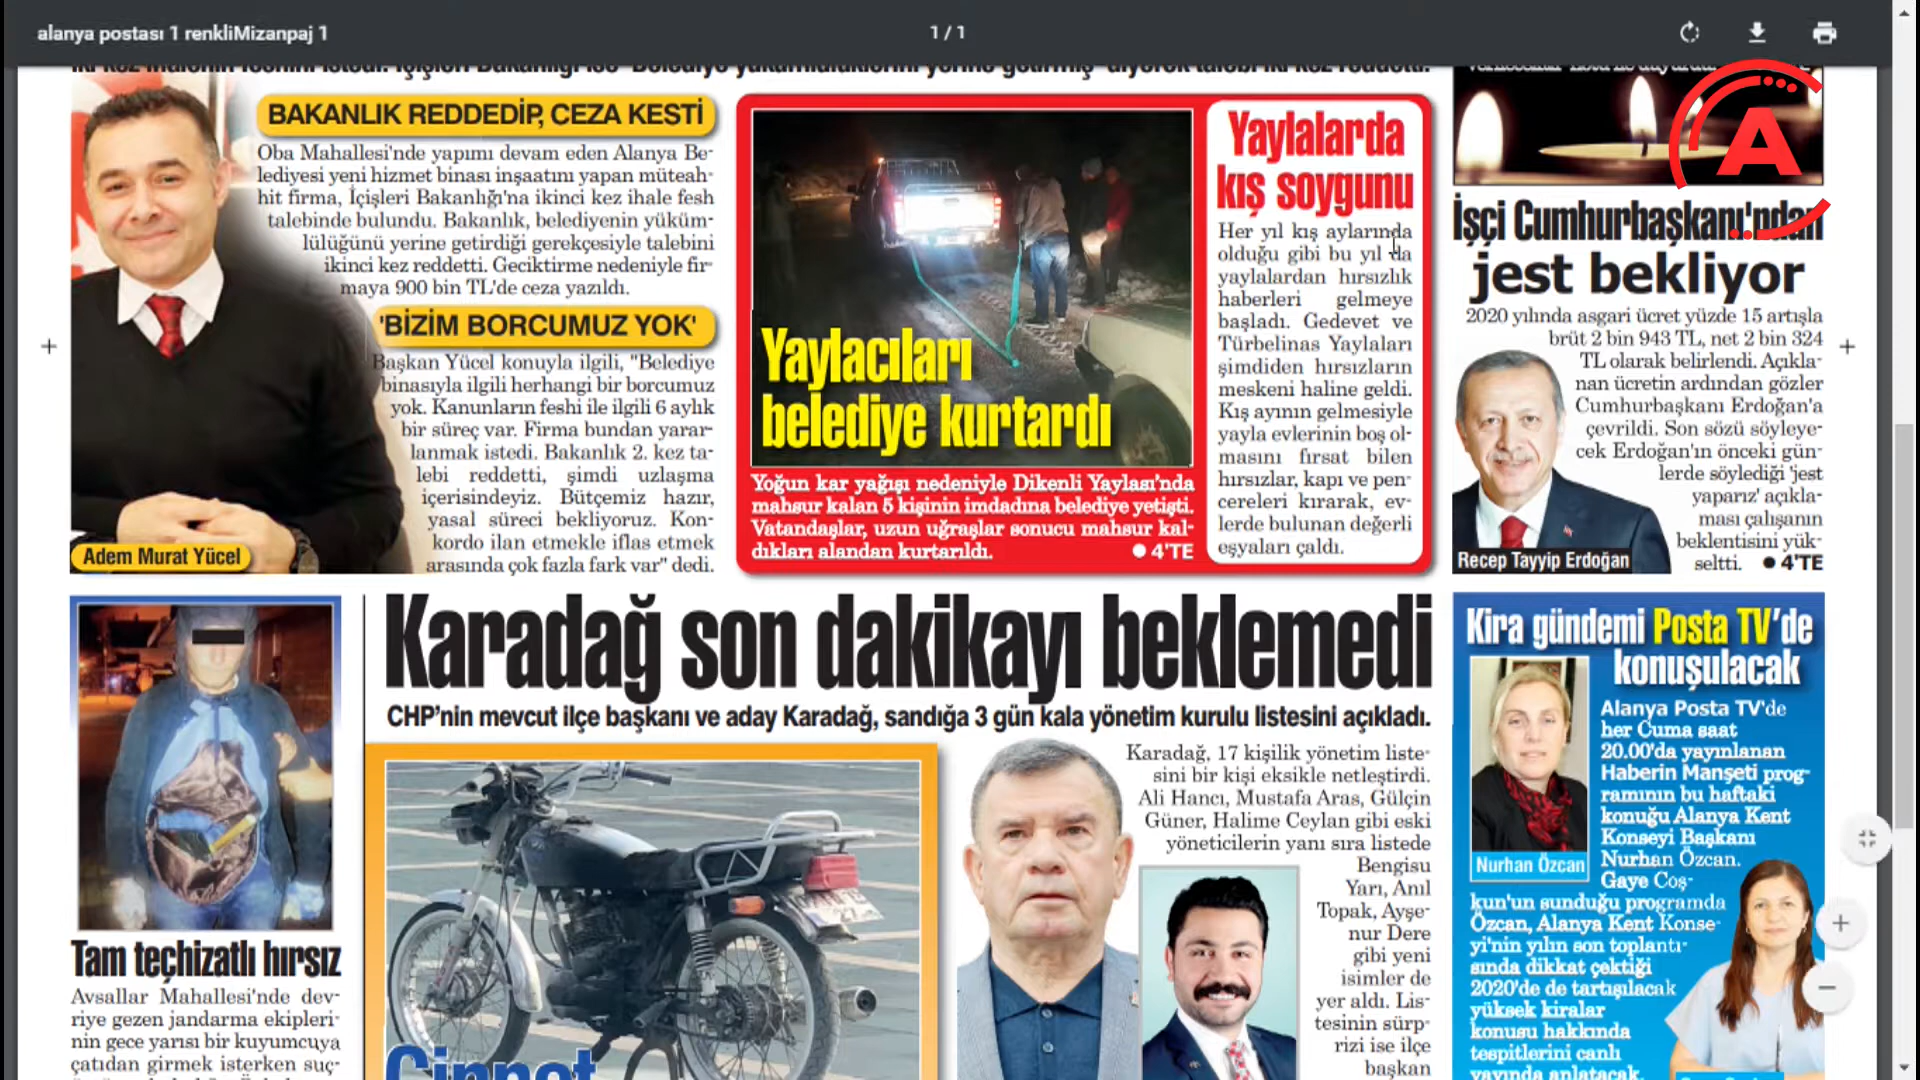 alanya postası 1 renkliMizanpaj 1
1 / 1
BAKANLIK REDDEDİP, CEZA KESTİ
Oba Mahallesi'nde yapımı devam eden Alanya Be-
lediyesi yeni hizmet binası inşaatını yapan müteah-
hit firma, İçişleri Bakanlığı'na ikinci kez ihale fesh
talebinde bulundu. Bakanlık, belediyenin yüküm-
lülüğünü yerine getirdiği gerekçesiyle talebini
ikinci kez reddetti. Geciktirme nedeniyle fir-
maya 900 bin TL'de ceza yazıldı.
'BİZİM BORCUMUZ YOK'
Başkan Yücel konuyla ilgili, "Belediye
binasıyla ilgili herhangi bir borcumuz
yok. Kanunların feshi ile ilgili 6 aylık
bir süreç var. Firma bundan yarar-
lanmak istedi. Bakanlık 2. kez ta-
lebi reddetti, şimdi uzlaşma
içerisindeyiz. Bütçemiz hazır,
yasal süreci bekliyoruz. Kon-
kordo ilan etmekle iflas etmek
arasında çok fazla fark var" dedi.
Adem Murat Yücel
Yaylacıları
belediye kurtardı
Yoğun kar yağışı nedeniyle Dikenli Yaylası'nda
mahsur kalan 5 kişinin imdadına belediye yetişti.
Vatandaşlar, uzun uğraşlar sonucu mahsur kal-
dıkları alandan kurtarıldı. ● 4'TE
Yaylalarda
kış soygunu
Her yıl kış aylarında
olduğu gibi bu yıl da
yaylalardan hırsızlık
haberleri gelmeye
başladı. Gedevet ve
Türbelinas Yaylaları
şimdiden hırsızların
meskeni haline geldi.
Kış ayının gelmesiyle
yayla evlerinin boş ol-
masını fırsat bilen
hırsızlar, kapı ve pen-
cereleri kırarak, ev-
lerde bulunan değerli
eşyaları çaldı.
A
İşçi Cumhurbaşkanı'ndan
jest bekliyor
2020 yılında asgari ücret yüzde 15 artışla
brüt 2 bin 943 TL, net 2 bin 324
TL olarak belirlendi. Açıkla-
nan ücretin ardından gözler
Cumhurbaşkanı Erdoğan'a
çevrildi. Son sözü söyleye-
cek Erdoğan'ın önceki gün-
lerde söylediği 'jest
yaparız' açıkla-
ması çalışanın
beklentisini yük-
seltti. ● 4'TE
Recep Tayyip Erdoğan
Tam teçhizatlı hırsız
Avsallar Mahallesi'nde dev-
riye gezen jandarma ekipleri-
nin gece yarısı bir kuyumcuya
çatıdan girmek isterken suç-
Karadağ son dakikayı beklemedi
CHP'nin mevcut ilçe başkanı ve aday Karadağ, sandığa 3 gün kala yönetim kurulu listesini açıkladı.
Cinnet
Karadağ, 17 kişilik yönetim liste-
sini bir kişi eksikle netleştirdi.
Ali Hancı, Mustafa Aras, Gülçin
Güner, Halime Ceylan gibi eski
yöneticilerin yanı sıra listede
Bengisu
Yarı, Anıl
Topak, Ayşe-
nur Dere
gibi yeni
isimler de
yer aldı. Lis-
tesinin sürp-
rizi ise ilçe
başkan
Kira gündemi Posta TV'de
konuşulacak
Nurhan Özcan
Alanya Posta TV'de
her Cuma saat
20.00'da yayınlanan
Haberin Manşeti prog-
ramının bu haftaki
konuğu Alanya Kent
Konseyi Başkanı
Nurhan Özcan.
Gaye Coş-
kun'un sunduğu programda
Özcan, Alanya Kent Konse-
yi'nin yılın son toplantı-
sında dikkat çektiği
2020'de de tartışılacak
yüksek kiralar
konusu hakkında
tespitlerini canlı
yayında anlatacak.